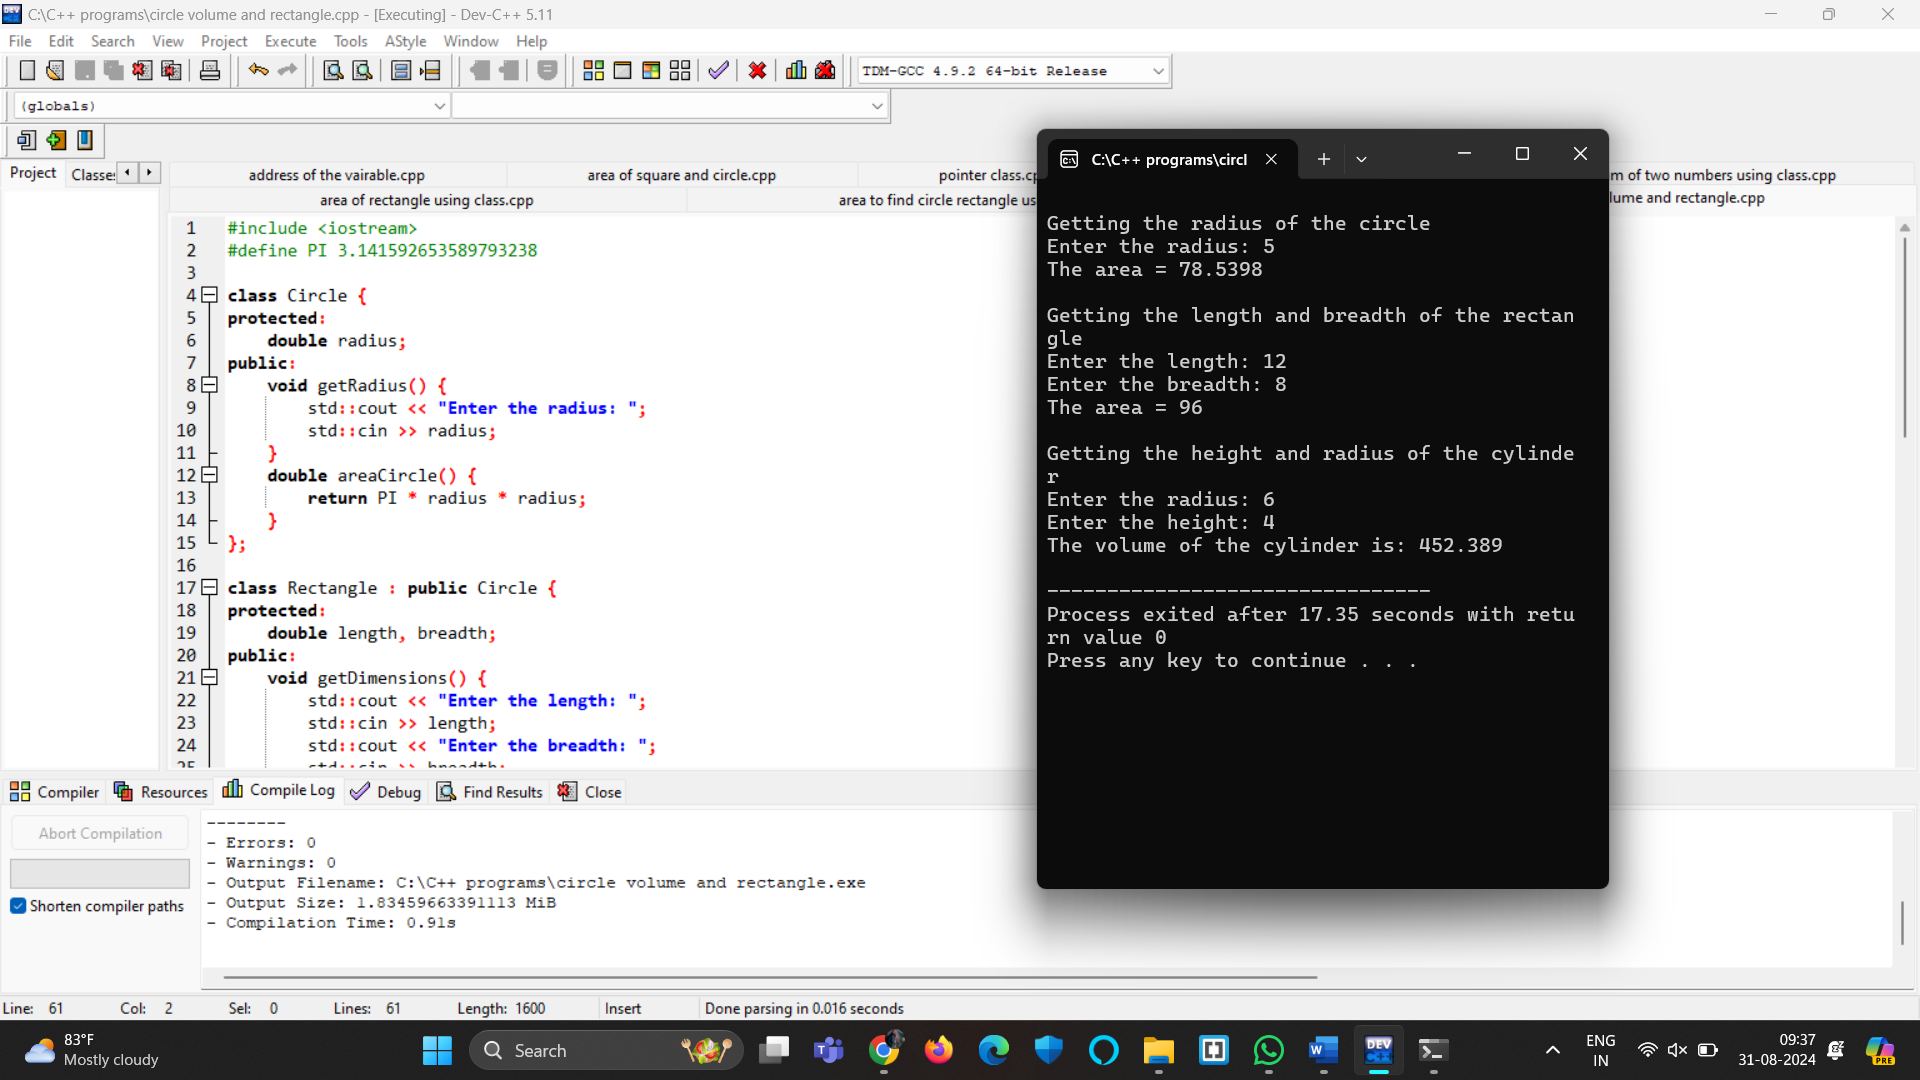 C:\C++ programs\circle volume and rectangle.cpp - [Executing] - Dev-C++ 5.11
File Edit Search View Project Execute Tools AStyle Window Help
TDM-GCC 4.9.2 64-bit Release
(globals)
Project Classes
address of the vairable.cpp area of square and circle.cpp pointer class.cp m of two numbers using class.cpp
area of rectangle using class.cpp area to find circle rectangle us lume and rectangle.cpp
1 #include <iostream>
2 #define PI 3.141592653589793238
3
4 class Circle {
5 protected:
6 double radius;
7 public:
8 void getRadius() {
9 std::cout << "Enter the radius: ";
10 std::cin >> radius;
11 }
12 double areaCircle() {
13 return PI * radius * radius;
14 }
15 };
16
17 class Rectangle : public Circle {
18 protected:
19 double length, breadth;
20 public:
21 void getDimensions() {
22 std::cout << "Enter the length: ";
23 std::cin >> length;
24 std::cout << "Enter the breadth: ";
25 std::cin >> breadth;
C:\C++ programs\circl
Getting the radius of the circle
Enter the radius: 5
The area = 78.5398
Getting the length and breadth of the rectan
gle
Enter the length: 12
Enter the breadth: 8
The area = 96
Getting the height and radius of the cylinde
r
Enter the radius: 6
Enter the height: 4
The volume of the cylinder is: 452.389
--------------------------------
Process exited after 17.35 seconds with retu
rn value 0
Press any key to continue . . .
Compiler Resources Compile Log Debug Find Results Close
Abort Compilation
Shorten compiler paths
--------
- Errors: 0
- Warnings: 0
- Output Filename: C:\C++ programs\circle volume and rectangle.exe
- Output Size: 1.83459663391113 MiB
- Compilation Time: 0.91s
Line: 61 Col: 2 Sel: 0 Lines: 61 Length: 1600 Insert Done parsing in 0.016 seconds
83°F
Mostly cloudy
Search
DEV
PRE
ENG
IN
09:37
31-08-2024